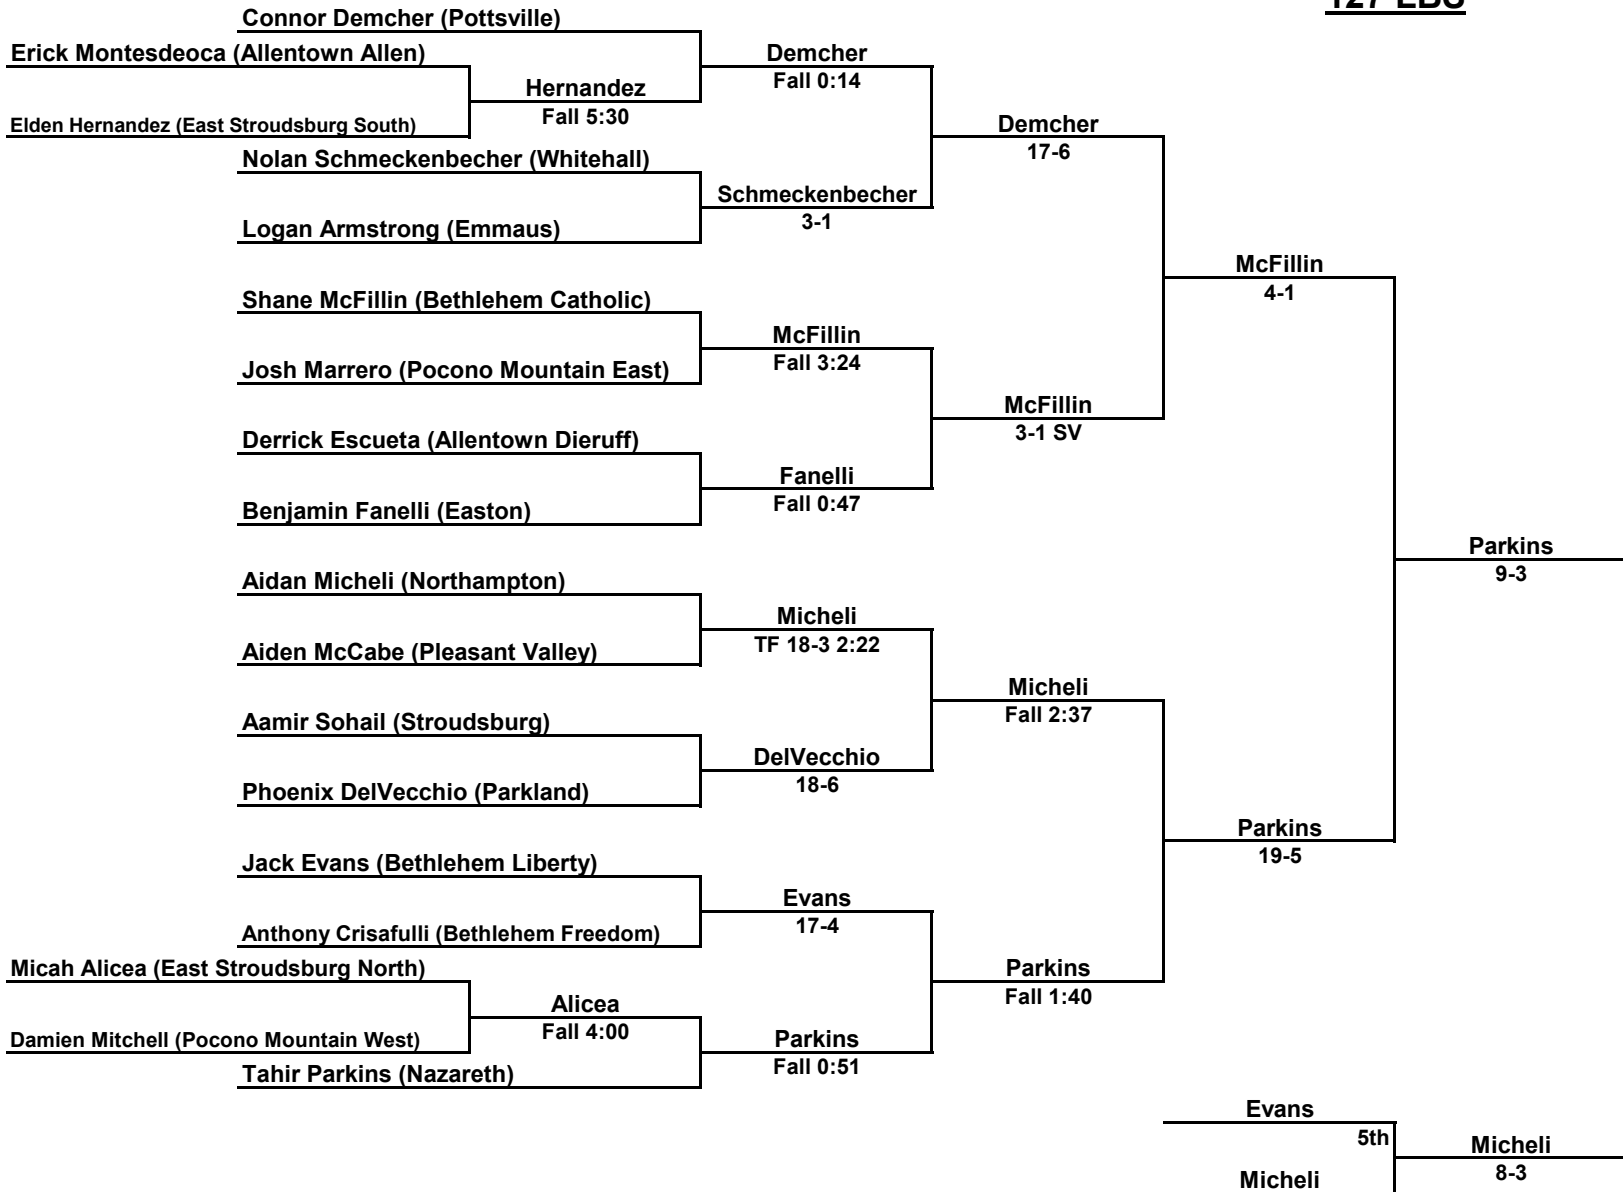 127 LBS
Connor Demcher (Pottsville)
Erick Montesdeoca (Allentown Allen)
Demcher
Fall 0:14
Hernandez
Fall 5:30
Elden Hernandez (East Stroudsburg South)
Demcher
17-6
Nolan Schmeckenbecher (Whitehall)
Schmeckenbecher
3-1
Logan Armstrong (Emmaus)
McFillin
4-1
Shane McFillin (Bethlehem Catholic)
McFillin
Fall 3:24
Josh Marrero (Pocono Mountain East)
McFillin
3-1 SV
Derrick Escueta (Allentown Dieruff)
Fanelli
Fall 0:47
Benjamin Fanelli (Easton)
Parkins
9-3
Aidan Micheli (Northampton)
Micheli
TF 18-3 2:22
Aiden McCabe (Pleasant Valley)
Micheli
Fall 2:37
Aamir Sohail (Stroudsburg)
DelVecchio
18-6
Phoenix DelVecchio (Parkland)
Parkins
19-5
Jack Evans (Bethlehem Liberty)
Evans
17-4
Anthony Crisafulli (Bethlehem Freedom)
Micah Alicea (East Stroudsburg North)
Parkins
Fall 1:40
Alicea
Fall 4:00
Damien Mitchell (Pocono Mountain West)
Parkins
Fall 0:51
Tahir Parkins (Nazareth)
Evans
5th
Micheli
8-3
Micheli